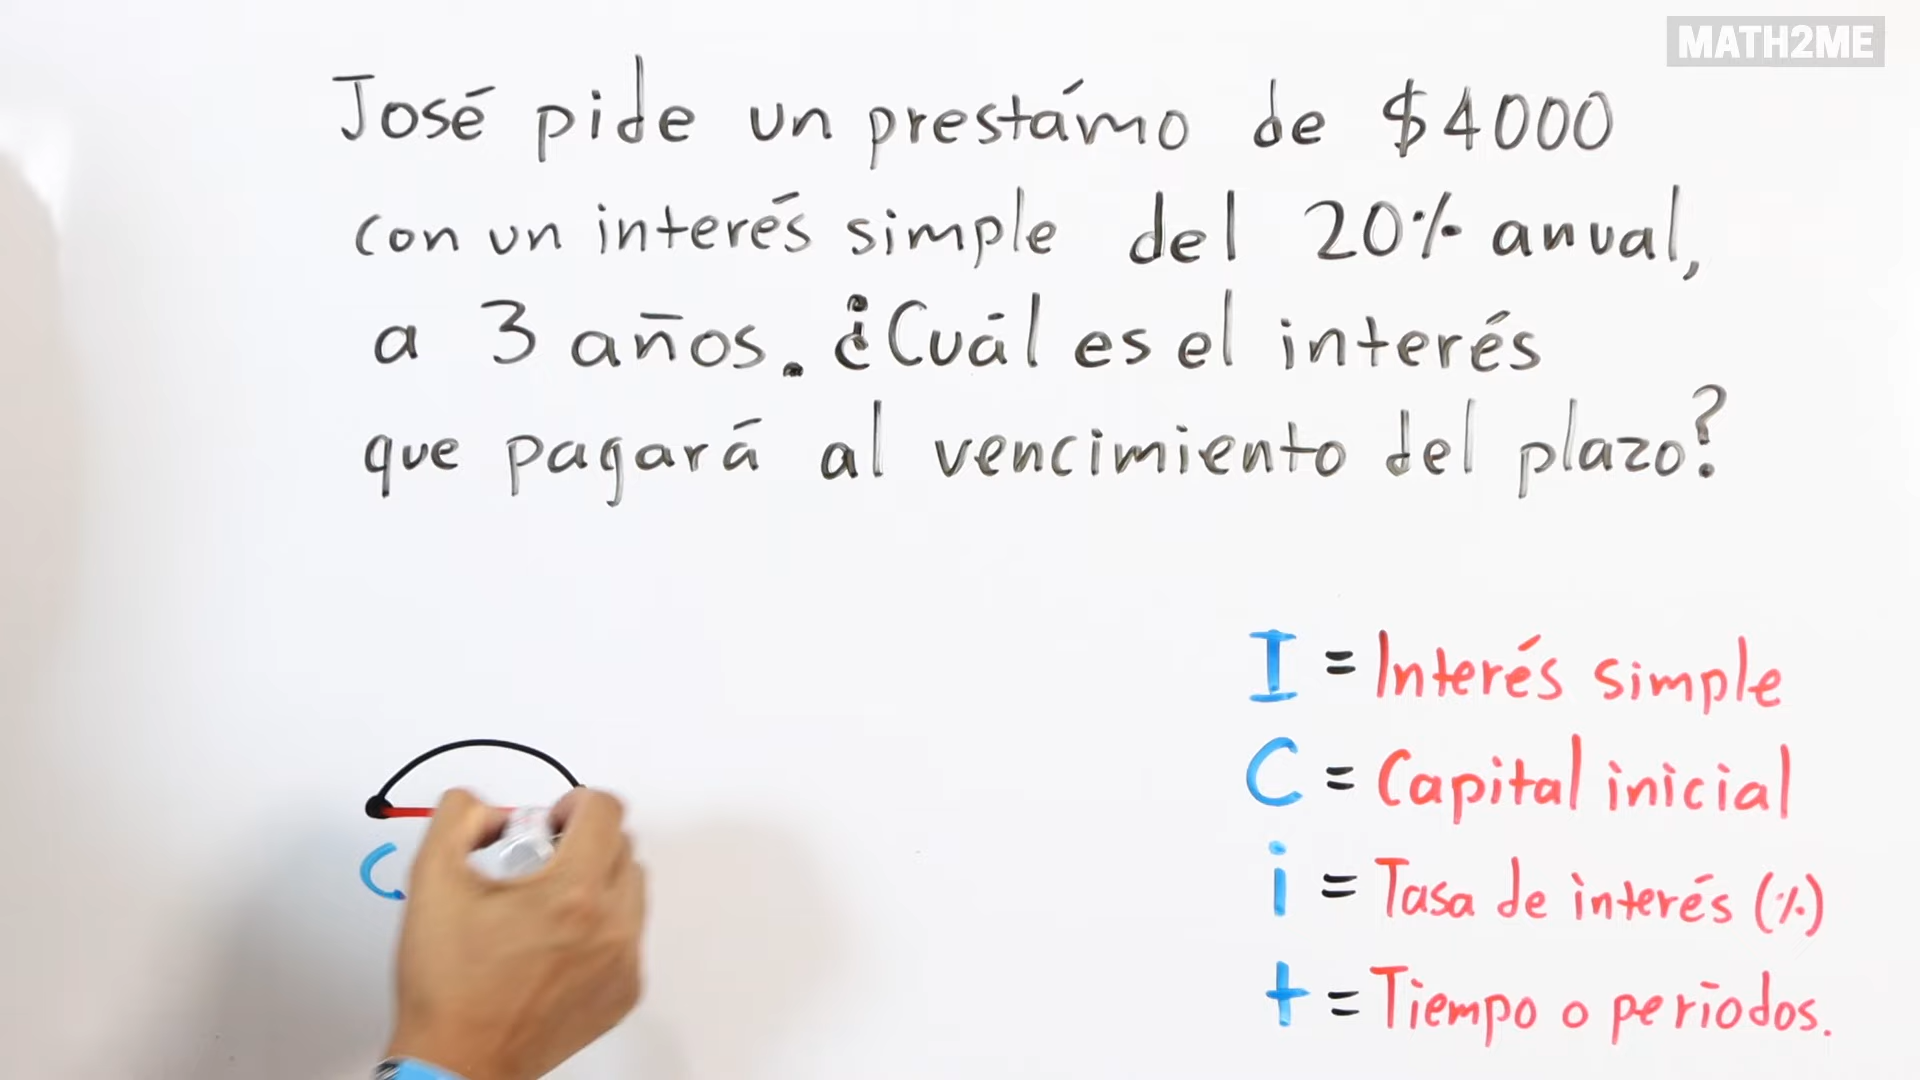 MATH2ME
José pide un prestámo de $4000
con un interés simple del 20% anual,
a 3 años. ¿Cuál es el interés
que pagará al vencimiento del plazo?
I = Interés simple
C = Capital inicial
i = Tasa de interés (%)
t = Tiempo o periodos.
C